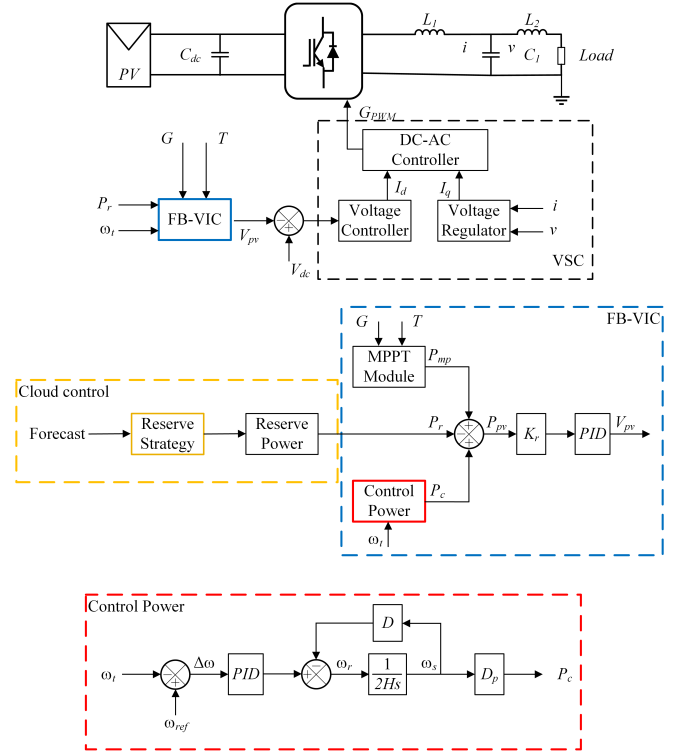 L1 L2
PV Cdc i v C1 Load
GPWM
DC-AC
Controller
G T
Id Iq
Pr
ωt
FB-VIC
Vpv
Vdc
Voltage
Controller
Voltage
Regulator
i
v
VSC
FB-VIC
G T
MPPT
Module
Pmp
Cloud control
Forecast
Reserve
Strategy
Reserve
Power
Pr
Ppv
Kr
PID
Vpv
Control
Power
Pc
ωt
Control Power
D
ωt
Δω
PID
ωr
1
2Hs
ωs
Dp
Pc
ωref